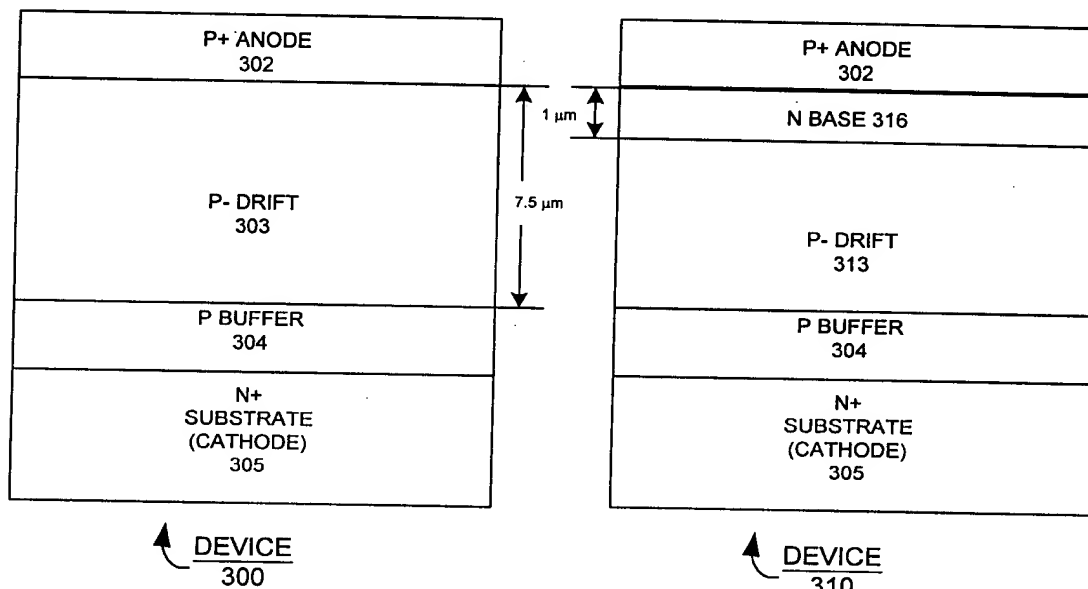 P+ ANODE
302
P- DRIFT
303
P BUFFER
304
N+
SUBSTRATE
(CATHODE)
305
DEVICE
300
1 µm
7.5 µm
P+ ANODE
302
N BASE 316
P- DRIFT
313
P BUFFER
304
N+
SUBSTRATE
(CATHODE)
305
DEVICE
310